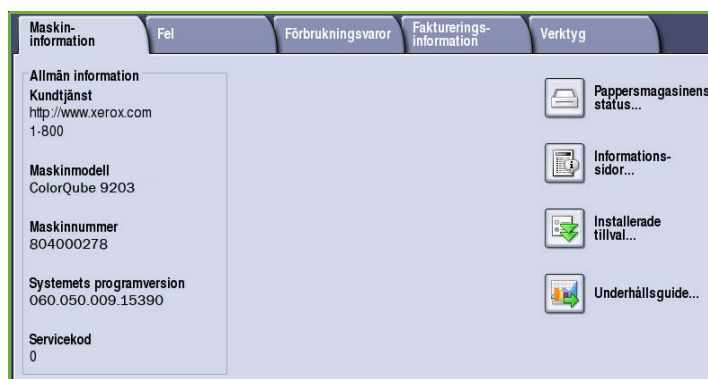 Maskin-
information
Fel
Förbrukningsvaror
Fakturerings-
information
Verktyg
Allmän information
Kundtjänst
http://www.xerox.com
1-800
Maskinmodell
ColorQube 9203
Maskinnummer
804000278
Systemets programversion
060.050.009.15390
Servicekod
0
Pappersmagasinens
status...
Informations-
sidor...
Installerade
tillval...
Underhållsguide...